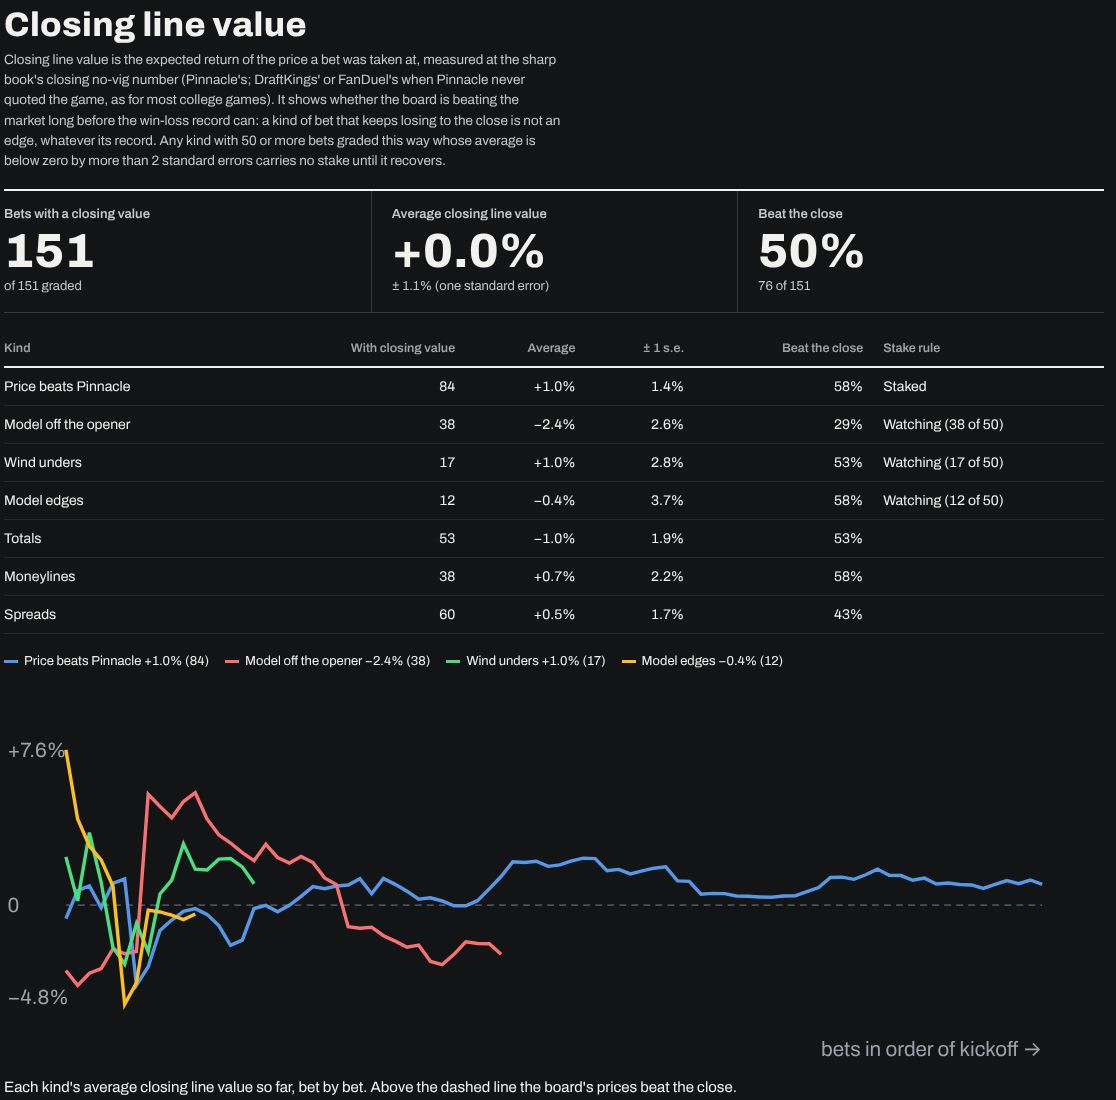 Closing line value
Closing line value is the expected return of the price a bet was taken at, measured at the sharp
book's closing no-vig number (Pinnacle's; DraftKings' or FanDuel's when Pinnacle never
quoted the game, as for most college games). It shows whether the board is beating the
market long before the win-loss record can: a kind of bet that keeps losing to the close is not an
edge, whatever its record. Any kind with 50 or more bets graded this way whose average is
below zero by more than 2 standard errors carries no stake until it recovers.
Bets with a closing value
151
of 151 graded
Average closing line value
+0.0%
± 1.1% (one standard error)
Beat the close
50%
76 of 151
Kind With closing value Average ± 1 s.e. Beat the close Stake rule
Price beats Pinnacle 84 +1.0% 1.4% 58% Staked
Model off the opener 38 −2.4% 2.6% 29% Watching (38 of 50)
Wind unders 17 +1.0% 2.8% 53% Watching (17 of 50)
Model edges 12 −0.4% 3.7% 58% Watching (12 of 50)
Totals 53 −1.0% 1.9% 53%
Moneylines 38 +0.7% 2.2% 58%
Spreads 60 +0.5% 1.7% 43%
Price beats Pinnacle +1.0% (84) Model off the opener −2.4% (38) Wind unders +1.0% (17) Model edges −0.4% (12)
+7.6%
0
−4.8%
bets in order of kickoff →
Each kind's average closing line value so far, bet by bet. Above the dashed line the board's prices beat the close.